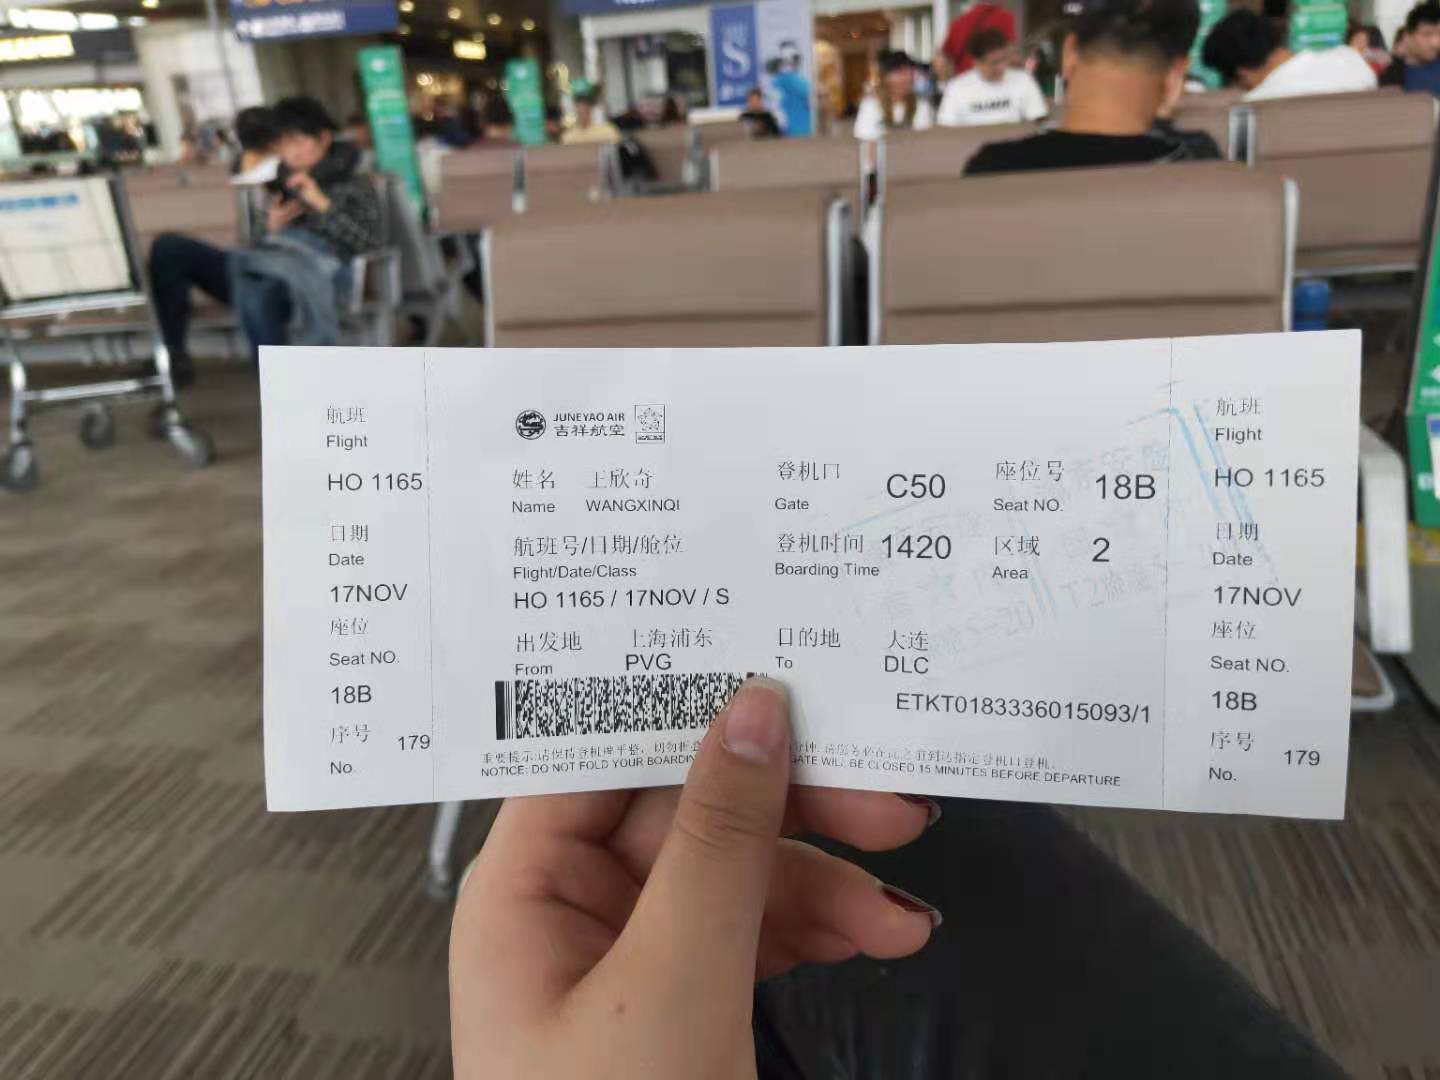 航班
Flight
HO 1165
日期
Date
17NOV
座位
Seat NO.
18B
序号 179
No.
JUNEYAO AIR
吉祥航空
姓名 王欣奇
Name WANGXINQI
航班号/日期/舱位
Flight/Date/Class
HO 1165 / 17NOV / S
出发地 上海浦东
From PVG
登机口 C50
Gate
登机时间 1420
Boarding Time
目的地 大连
To DLC
座位号 18B
Seat NO.
区域 2
Area
ETKT0183336015093/1
重要提示:请保持登机牌平整,切勿折
NOTICE: DO NOT FOLD YOUR BOARDIN GATE WILL BE CLOSED 15 MINUTES BEFORE DEPARTURE
航班
Flight
HO 1165
日期
Date
17NOV
座位
Seat NO.
18B
序号 179
No.
S